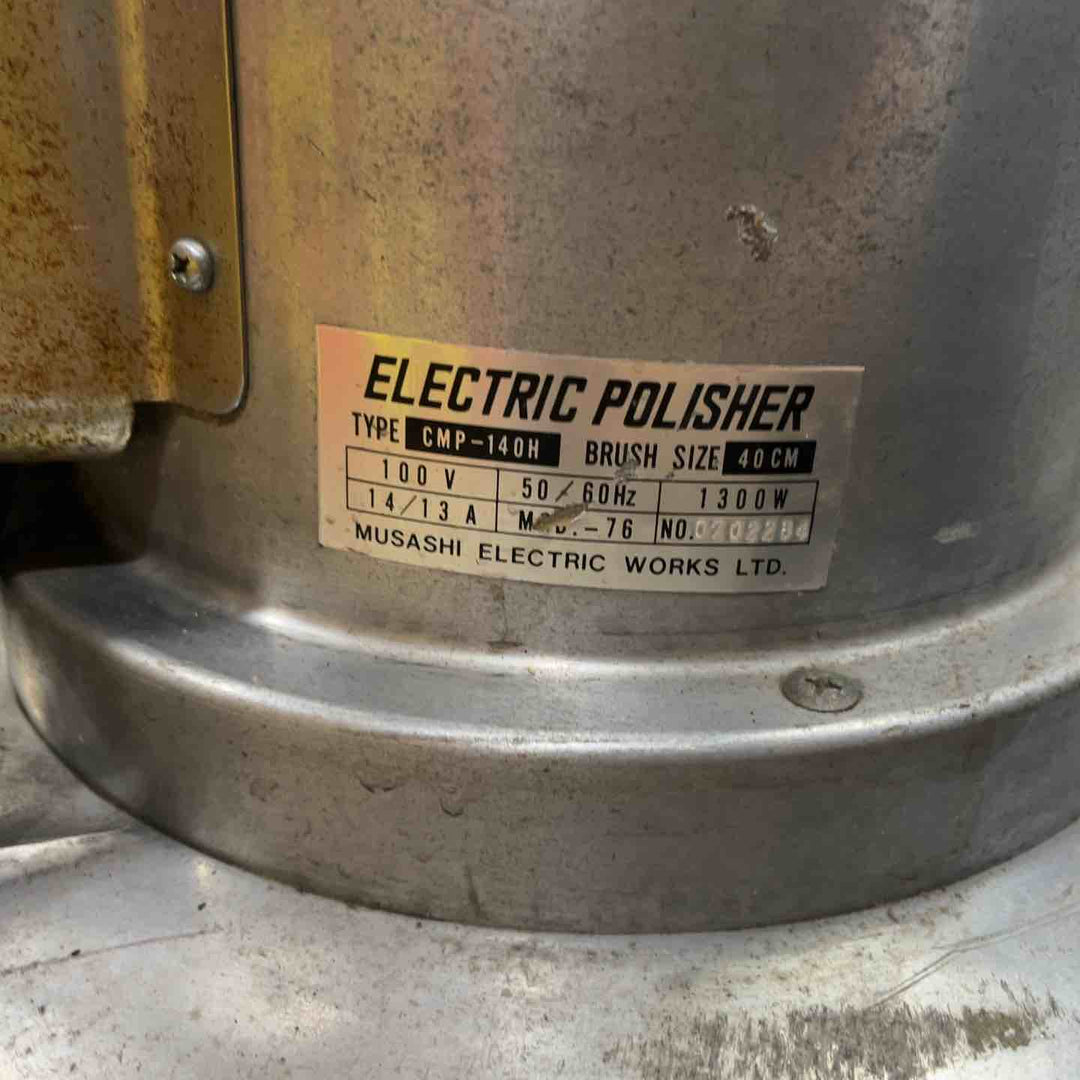 ELECTRIC POLISHER
TYPE CMP-140H BRUSH SIZE 40CM
100 V 50/60Hz 1300W
14/13 A -76 NO.
MUSASHI ELECTRIC WORKS LTD.